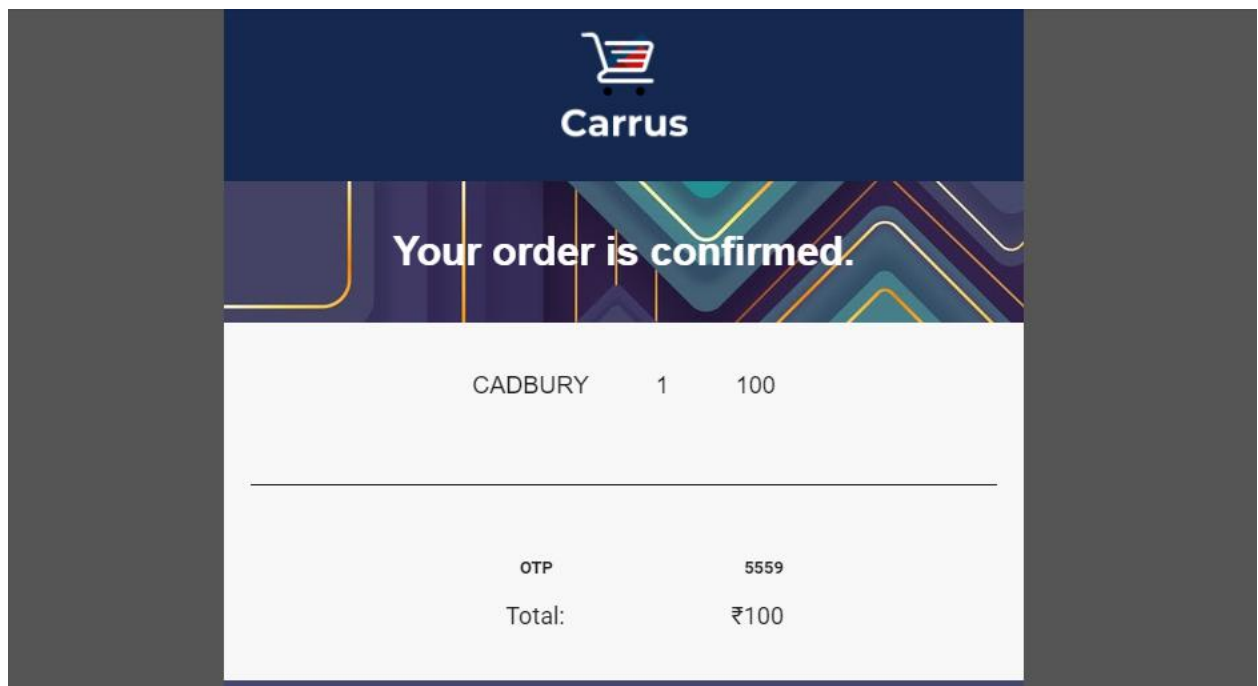 Carrus
Your order is confirmed.
CADBURY 1 100
OTP 5559
Total: ₹100